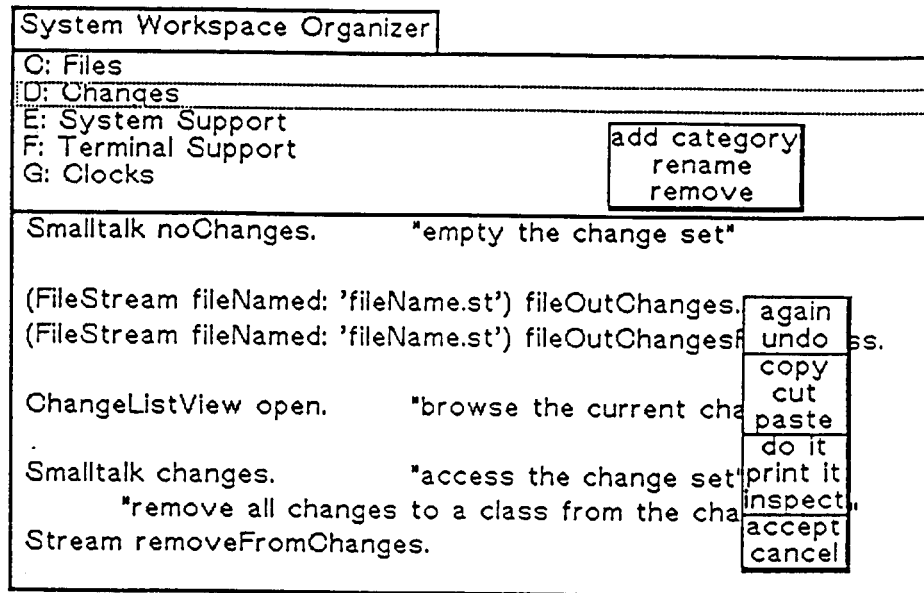 System Workspace Organizer
C: Files
D: Changes
E: System Support
F: Terminal Support
G: Clocks
add category
rename
remove
Smalltalk noChanges. "empty the change set"
(FileStream fileNamed: 'fileName.st') fileOutChanges.
(FileStream fileNamed: 'fileName.st') fileOutChanges ss.
ChangeListView open. "browse the current cha
Smalltalk changes. "access the change set"
"remove all changes to a class from the cha "
Stream removeFromChanges.
again
undo
copy
cut
paste
do it
print it
inspect
accept
cancel